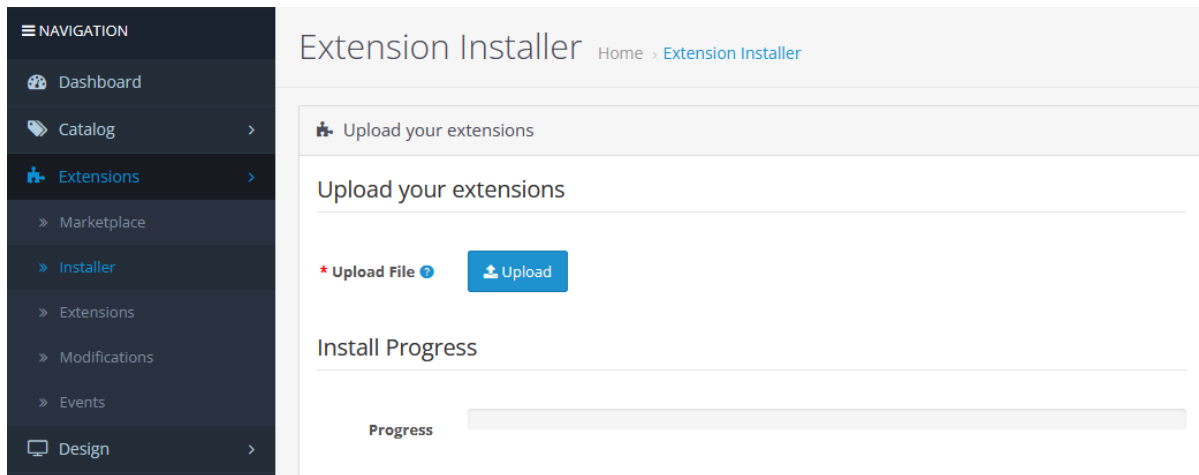 NAVIGATION
Dashboard
Catalog
Extensions
Marketplace
Installer
Extensions
Modifications
Events
Design
Extension Installer Home › Extension Installer
Upload your extensions
Upload your extensions
* Upload File ? Upload
Install Progress
Progress